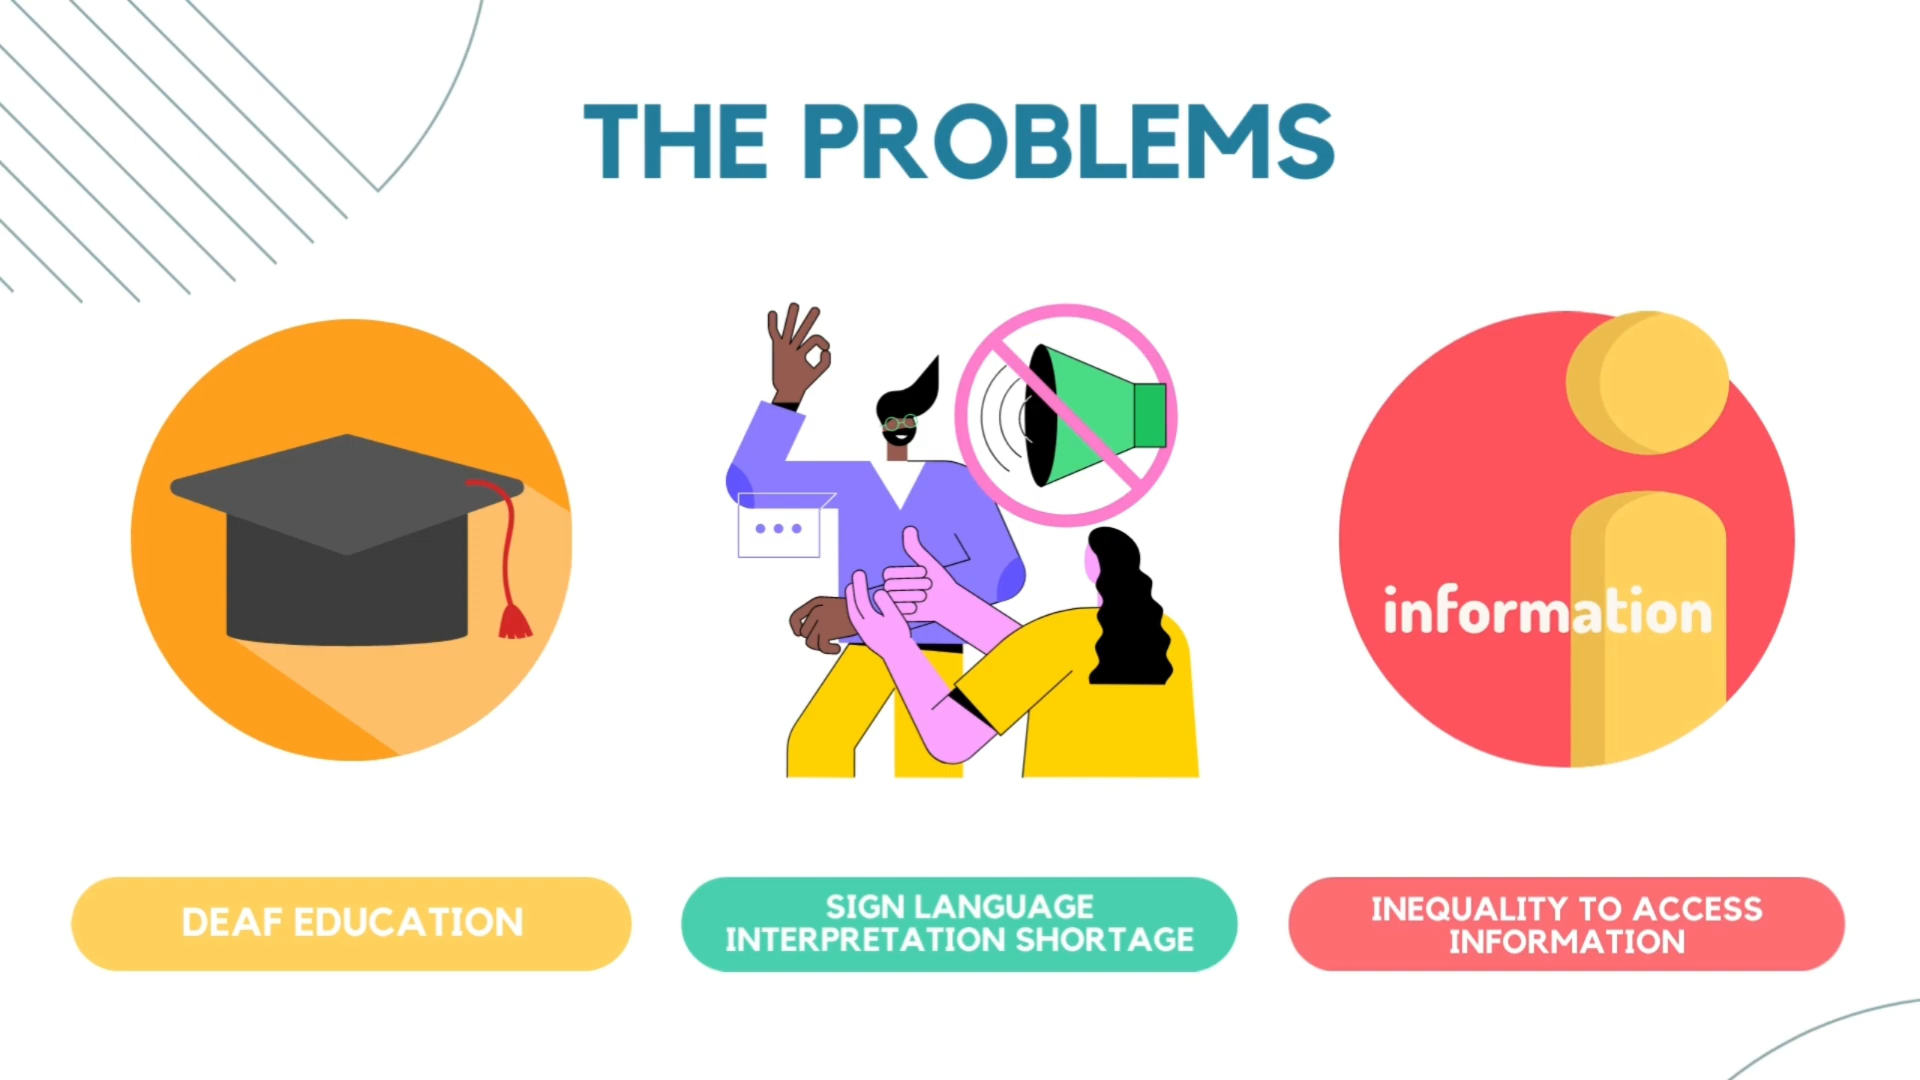 THE PROBLEMS
information
DEAF EDUCATION
SIGN LANGUAGE
INTERPRETATION SHORTAGE
INEQUALITY TO ACCESS
INFORMATION